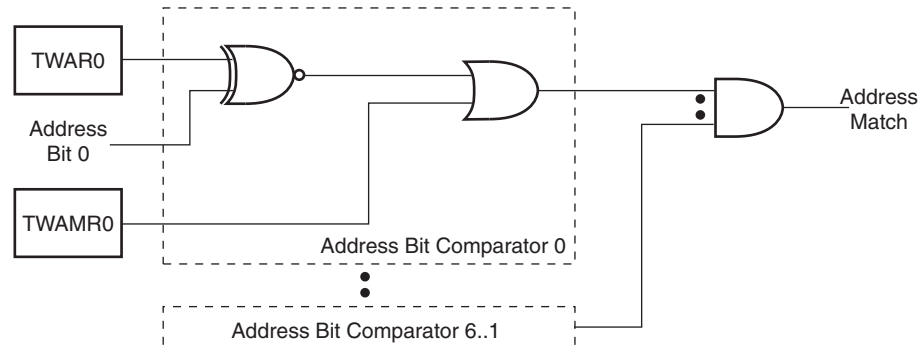 TWAR0
Address
Bit 0
TWAMR0
Address Bit Comparator 0
Address Bit Comparator 6..1
Address
Match